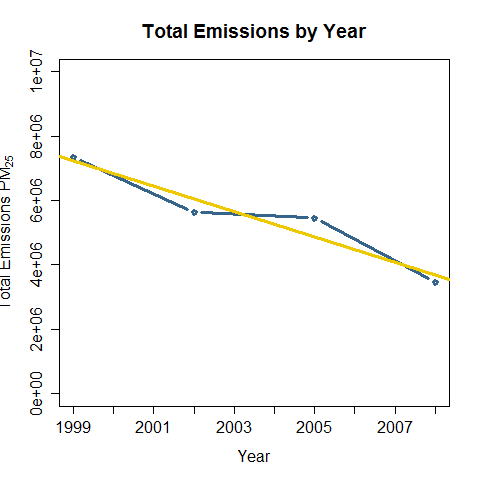 Total Emissions by Year
Total Emissions PM25
1e+07
8e+06
6e+06
4e+06
2e+06
0e+00
1999 2001 2003 2005 2007
Year